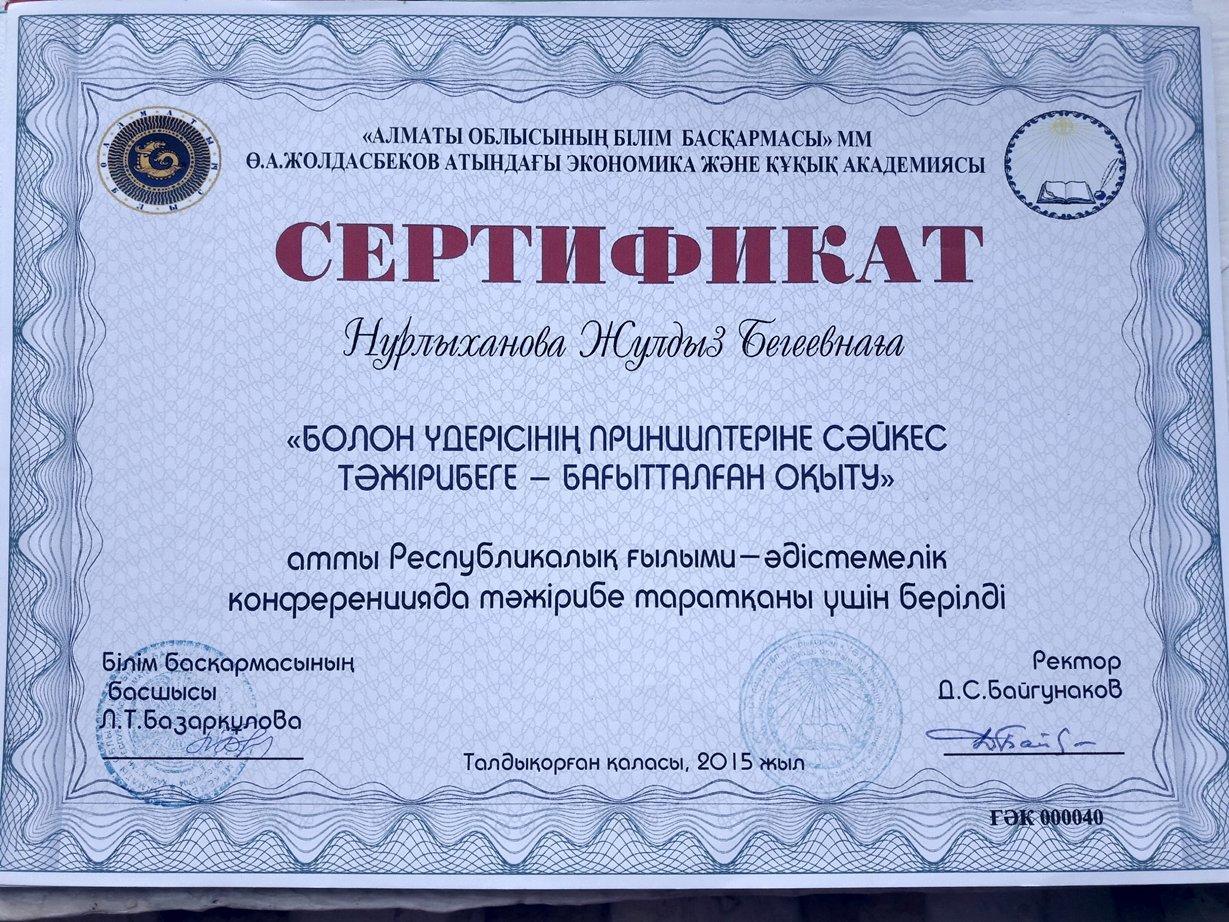 «АЛМАТЫ ОБЛЫСЫНЫҢ БІЛІМ БАСҚАРМАСЫ» ММ
Ө.А.ЖОЛДАСБЕКОВ АТЫНДАҒЫ ЭКОНОМИКА ЖӘНЕ ҚҰҚЫҚ АКАДЕМИЯСЫ
СЕРТИФИКАТ
Нурлыханова Жулдыз Бегеевнаға
«БОЛОН ҮДЕРІСІНІҢ ПРИНЦИПТЕРІНЕ СӘЙКЕС
ТӘЖІРИБЕГЕ – БАҒЫТТАЛҒАН ОҚЫТУ»
атты Республикалық ғылыми–әдістемелік
конференцияда тәжірибе таратқаны үшін берілді
Білім басқармасының
басшысы
Л.Т.Базарқұлова
Ректор
Д.С.Байгунаков
Талдықорған қаласы, 2015 жыл
ҒӘК 000040